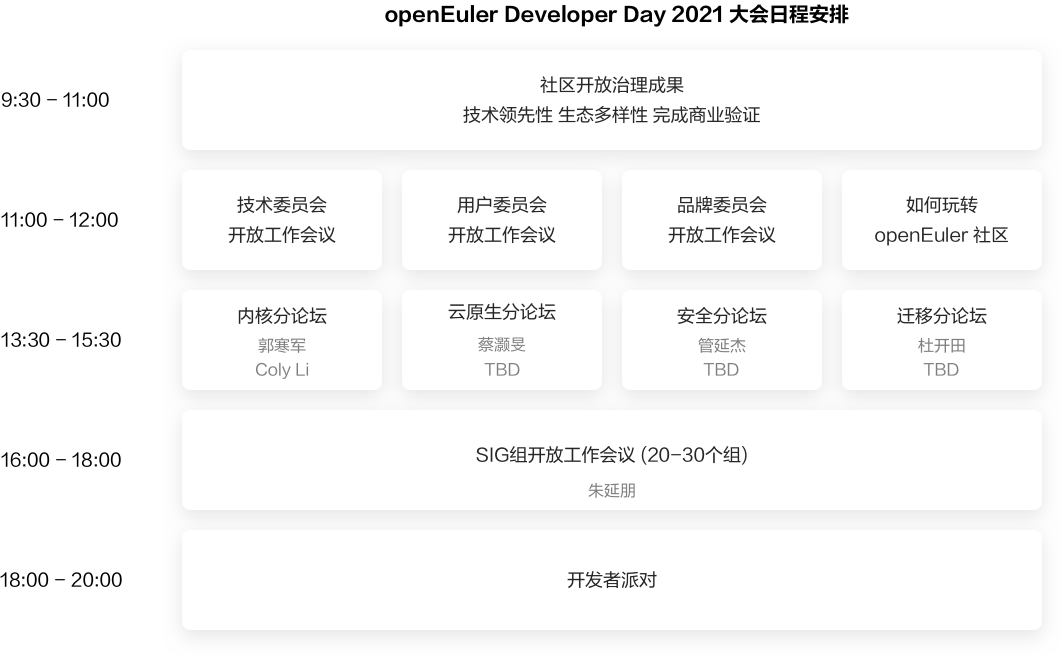 openEuler Developer Day 2021 大会日程安排
9:30 – 11:00
社区开放治理成果
技术领先性 生态多样性 完成商业验证
11:00 – 12:00
技术委员会
开放工作会议
用户委员会
开放工作会议
品牌委员会
开放工作会议
如何玩转
openEuler 社区
13:30 – 15:30
内核分论坛
郭寒军
Coly Li
云原生分论坛
蔡灏旻
TBD
安全分论坛
管延杰
TBD
迁移分论坛
杜开田
TBD
16:00 – 18:00
SIG组开放工作会议 (20–30个组)
朱延朋
18:00 – 20:00
开发者派对